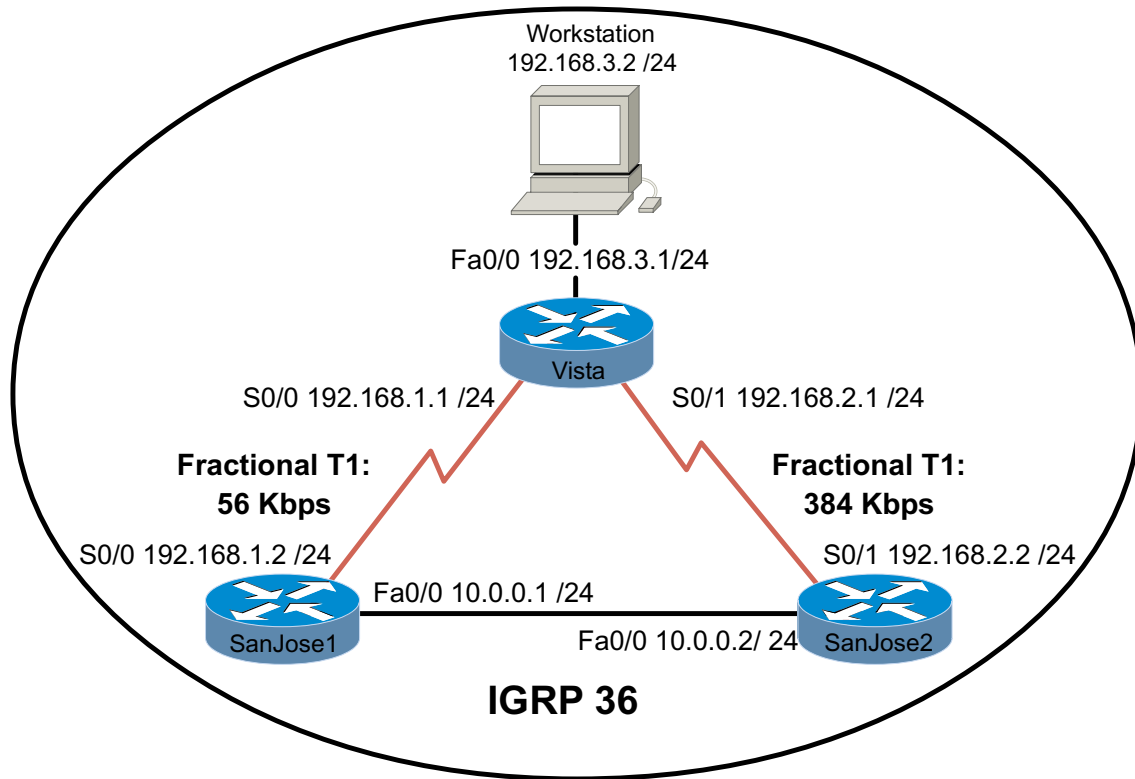 Workstation
192.168.3.2 /24
Fa0/0 192.168.3.1/24
Vista
S0/0 192.168.1.1 /24
S0/1 192.168.2.1 /24
Fractional T1:
56 Kbps
Fractional T1:
384 Kbps
S0/0 192.168.1.2 /24
S0/1 192.168.2.2 /24
Fa0/0 10.0.0.1 /24
SanJose1
Fa0/0 10.0.0.2/ 24
SanJose2
IGRP 36